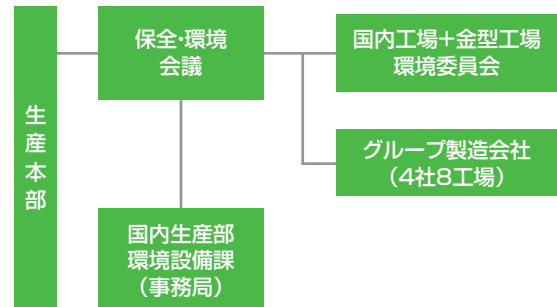 生産本部
保全・環境
会議
国内工場＋金型工場
環境委員会
グループ製造会社
（4社8工場）
国内生産部
環境設備課
（事務局）